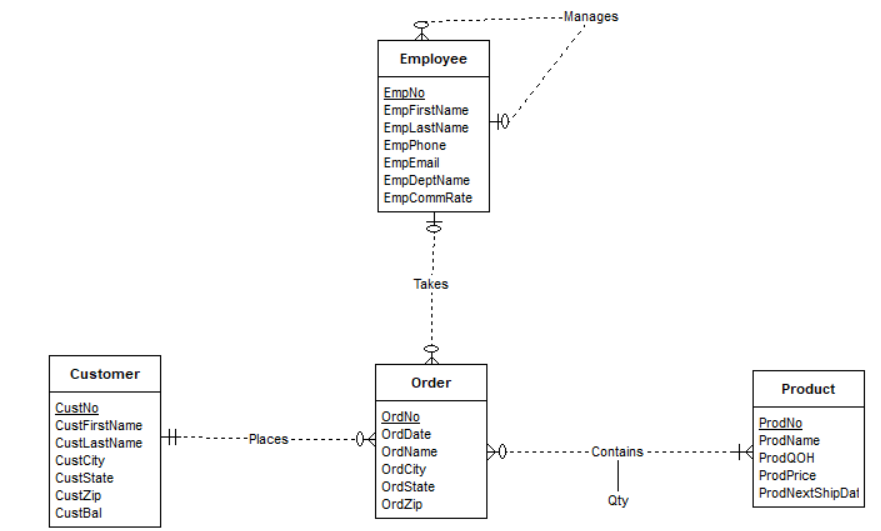 Manages
Employee
EmpNo
EmpFirstName
EmpLastName
EmpPhone
EmpEmail
EmpDeptName
EmpCommRate
Takes
Customer
CustNo
CustFirstName
CustLastName
CustCity
CustState
CustZip
CustBal
Places
Order
OrdNo
OrdDate
OrdName
OrdCity
OrdState
OrdZip
Contains
Qty
Product
ProdNo
ProdName
ProdQOH
ProdPrice
ProdNextShipDat